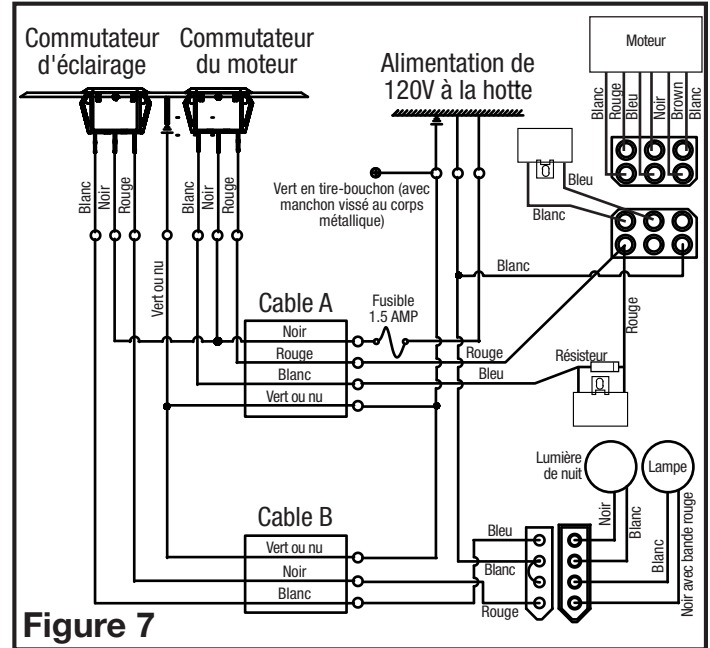 Commutateur
d'éclairage
Commutateur
du moteur
Alimentation de
120V à la hotte
Moteur
Blanc
Rouge
Bleu
Noir
Brown
Blanc
Bleu
Blanc
Vert en tire-bouchon (avec
manchon vissé au corps
métallique)
Blanc
Noir
Rouge
Vert ou nu
Blanc
Noir
Rouge
Blanc
Cable A
Noir
Rouge
Blanc
Vert ou nu
Fusible
1.5 AMP
Rouge
Bleu
Résisteur
Rouge
Lumière
de nuit
Lampe
Noir
Blanc
Blanc
Noir avec bande rouge
Cable B
Vert ou nu
Noir
Blanc
Bleu
Blanc
Rouge
Figure 7